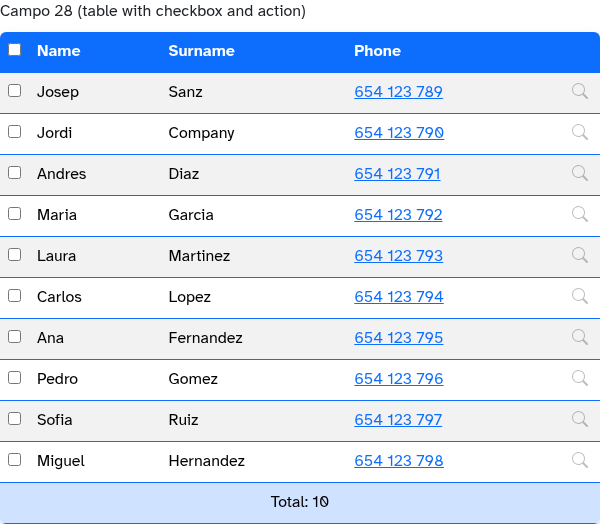 Campo 28 (table with checkbox and action)
Name Surname Phone
Josep Sanz 654 123 789
Jordi Company 654 123 790
Andres Diaz 654 123 791
Maria Garcia 654 123 792
Laura Martinez 654 123 793
Carlos Lopez 654 123 794
Ana Fernandez 654 123 795
Pedro Gomez 654 123 796
Sofia Ruiz 654 123 797
Miguel Hernandez 654 123 798
Total: 10